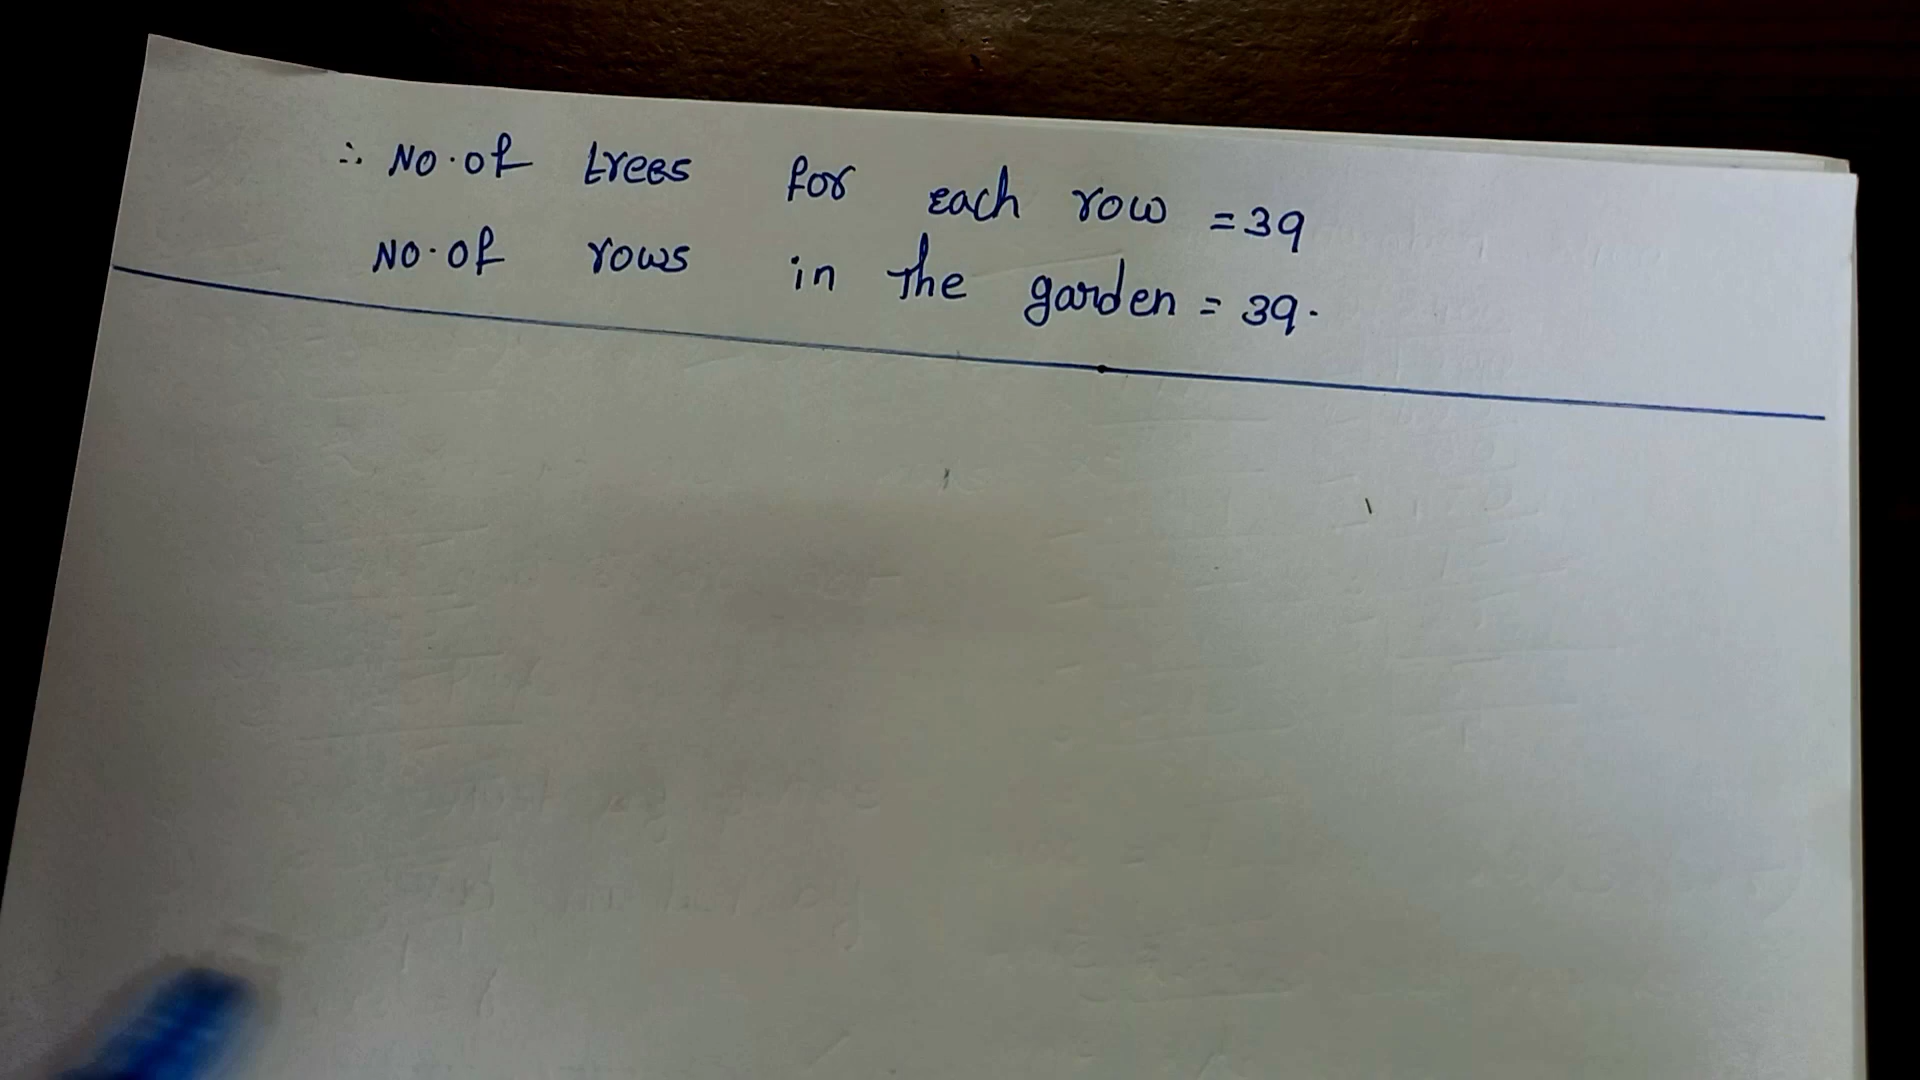 ∴ No. of trees for each row = 39
No. of rows in the garden = 39.